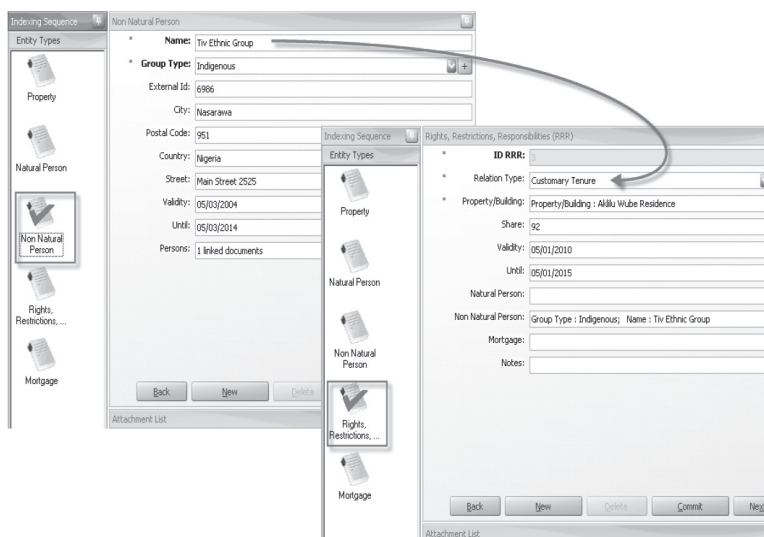 Indexing Sequence
Entity Types
Property
Natural Person
Non Natural
Person
Rights,
Restrictions, ...
Mortgage
Non Natural Person
* Name: Tiv Ethnic Group
* Group Type: Indigenous
External Id: 6986
City: Nasarawa
Postal Code: 951
Country: Nigeria
Street: Main Street 2525
Validity: 05/03/2004
Until: 05/03/2014
Persons: 1 linked documents
Back New Delete
Attachment List
Indexing Sequence
Entity Types
Property
Natural Person
Non Natural
Person
Rights,
Restrictions, ...
Mortgage
Rights, Restrictions, Responsibilities (RRR)
* ID RRR: 3
* Relation Type: Customary Tenure
* Property/Building: Property/Building : Aklilu Wube Residence
Share: 92
Validity: 05/01/2010
Until: 05/01/2015
Natural Person:
Non Natural Person: Group Type : Indigenous; Name : Tiv Ethnic Group
Mortgage:
Notes:
Back New Delete Commit Nex
Attachment List